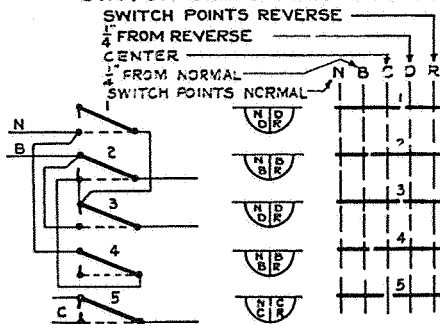 SWITCH POINTS REVERSE
1/4" FROM REVERSE
CENTER
1/4" FROM NORMAL
SWITCH POINTS NORMAL
N B C D R
1
N
B
2
3
4
5
C
N D
D R
N B
B R
N D
D R
N B
B R
N C
C R
1
2
3
4
5